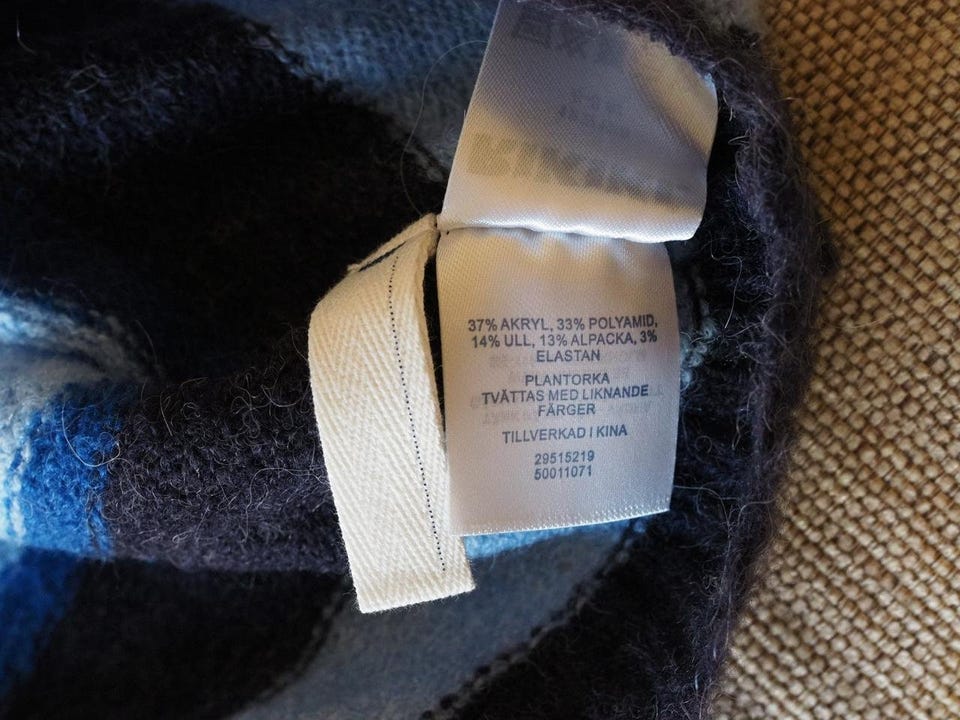 37% AKRYL, 33% POLYAMID,
14% ULL, 13% ALPACKA, 3%
ELASTAN
PLANTORKA
TVÄTTAS MED LIKNANDE
FÄRGER
TILLVERKAD I KINA
29515219
50011071